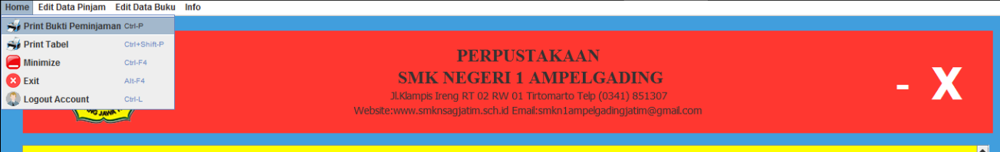 Home Edit Data Pinjam Edit Data Buku Info
Print Bukti Peminjaman Ctrl-P
Print Tabel Ctrl+Shift-P
Minimize Ctrl-F4
Exit Alt-F4
Logout Account Ctrl-L
PERPUSTAKAAN
SMK NEGERI 1 AMPELGADING
Jl.Klampis Ireng RT 02 RW 01 Tirtomarto Telp (0341) 851307
Website:www.smknsagjatim.sch.id Email:smkn1ampelgadingjatim@gmail.com
- X